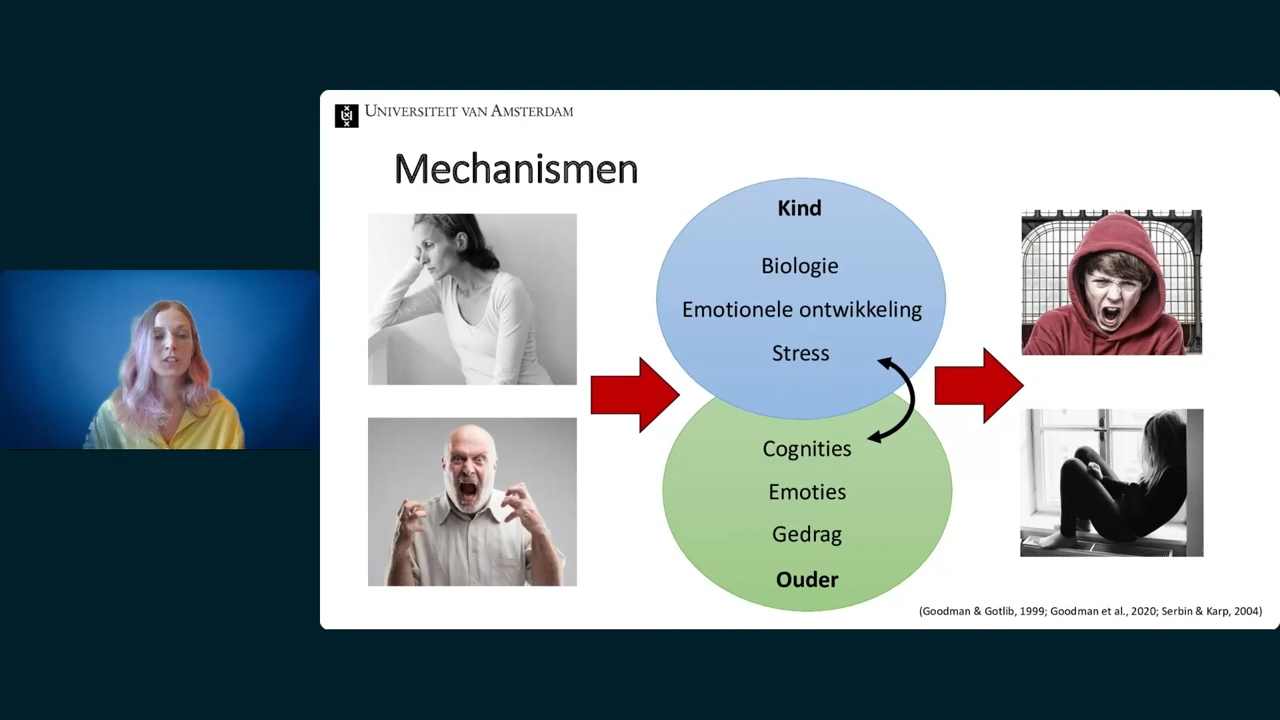 UNIVERSITEIT VAN AMSTERDAM
Mechanismen
Kind
Biologie
Emotionele ontwikkeling
Stress
Cognities
Emoties
Gedrag
Ouder
(Goodman & Gotlib, 1999; Goodman et al., 2020; Serbin & Karp, 2004)